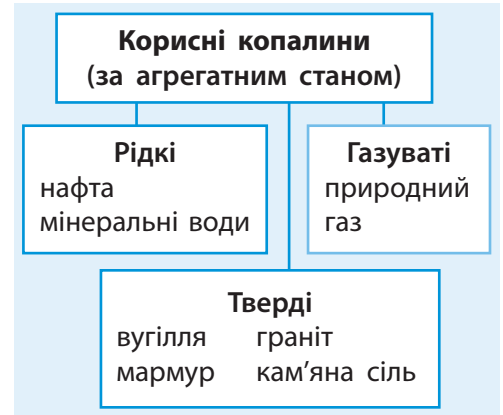 Корисні копалини
(за агрегатним станом)
Рідкі
нафта
мінеральні води
Газуваті
природний
газ
Тверді
вугілля граніт
мармур кам’яна сіль